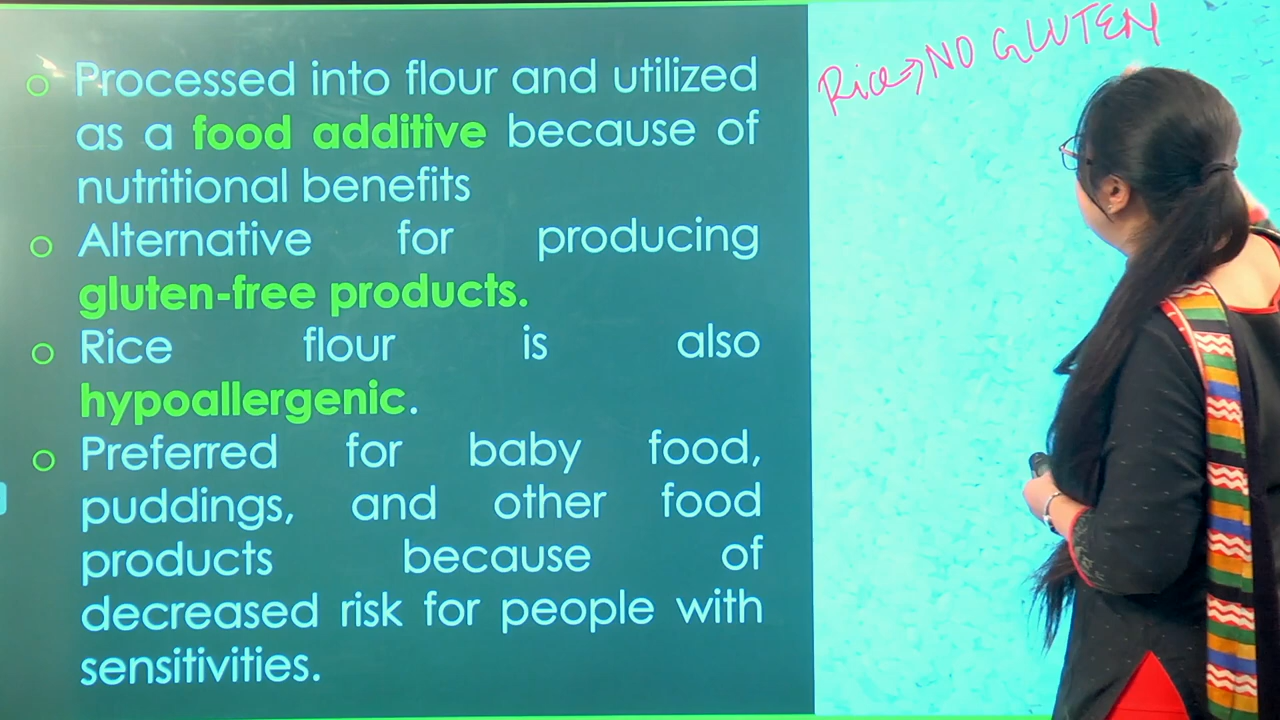 Rice → NO GLUTEN
○ Processed into flour and utilized
as a food additive because of
nutritional benefits
○ Alternative for producing
gluten-free products.
○ Rice flour is also
hypoallergenic.
○ Preferred for baby food,
puddings, and other food
products because of
decreased risk for people with
sensitivities.